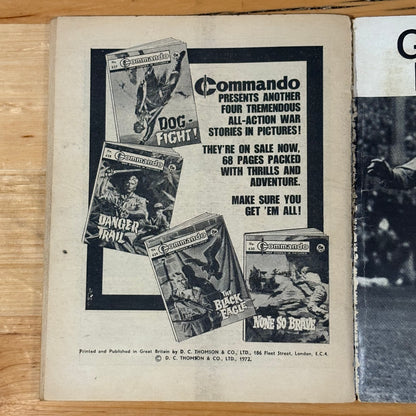 Commando
PRESENTS ANOTHER
FOUR TREMENDOUS
ALL-ACTION WAR
STORIES IN PICTURES!
THEY'RE ON SALE NOW,
68 PAGES PACKED
WITH THRILLS AND
ADVENTURE.
MAKE SURE YOU
GET 'EM ALL!
Commando
DOG-
FIGHT!
Commando
DANGER
TRAIL
Commando
THE
BLACK
EAGLE
Commando
NONE SO BRAVE
Printed and Published in Great Britain by D. C. THOMSON & CO., LTD., 186 Fleet Street, London, E.C.4.
© D. C. THOMSON & CO., LTD., 1972.